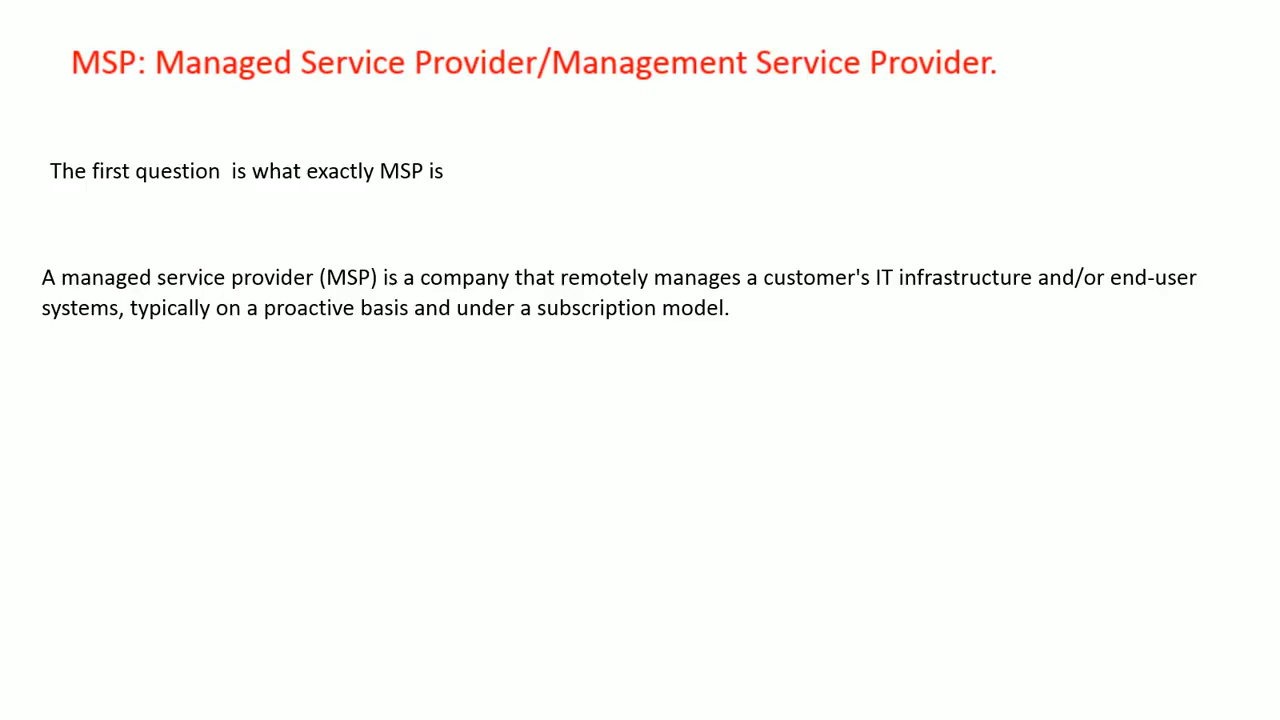 MSP: Managed Service Provider/Management Service Provider.
The first question  is what exactly MSP is
A managed service provider (MSP) is a company that remotely manages a customer's IT infrastructure and/or end-user
systems, typically on a proactive basis and under a subscription model.